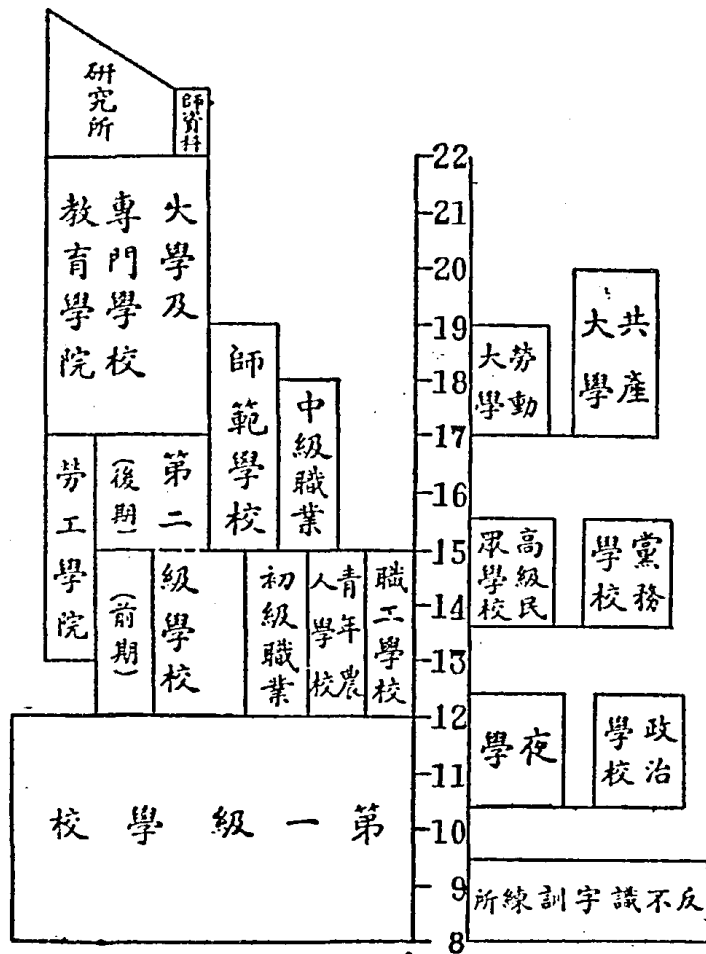 研究所
師資科
大學及
專門學校
教育學院
師範學校
中級職業
勞工學院
第二
(後期)
級學校
(前期)
初級職業
青年農
人學校
職工學校
第一級學校
22
21
20
19
18
17
16
15
14
13
12
11
10
9
8
勞動
大學
共產
大學
高級民
眾學校
黨務
學校
夜學
政治
學校
反不識字訓練所